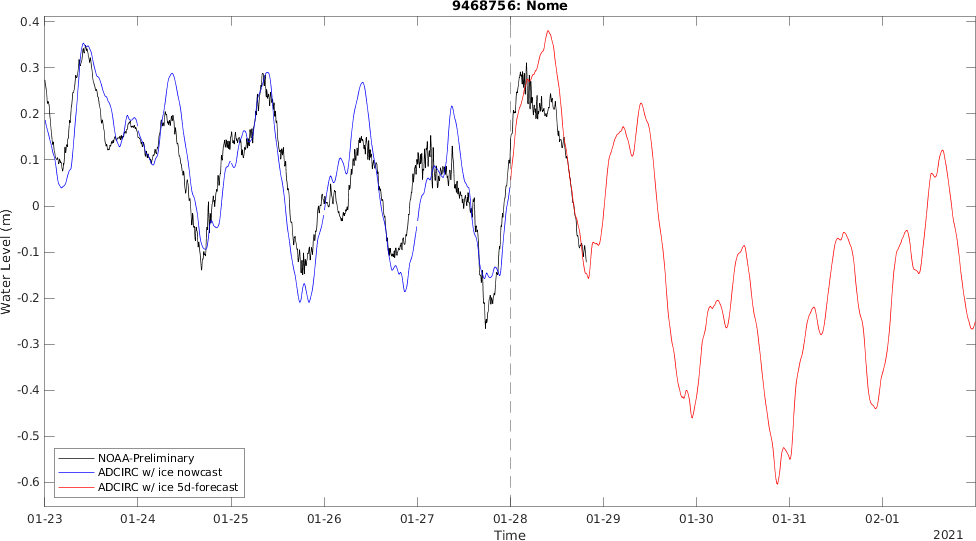 9468756: Nome
0.4
0.3
0.2
0.1
0
-0.1
-0.2
-0.3
-0.4
-0.5
-0.6
Water Level (m)
NOAA-Preliminary
ADCIRC w/ ice nowcast
ADCIRC w/ ice 5d-forecast
01-23 01-24 01-25 01-26 01-27 01-28 01-29 01-30 01-31 02-01
Time
2021